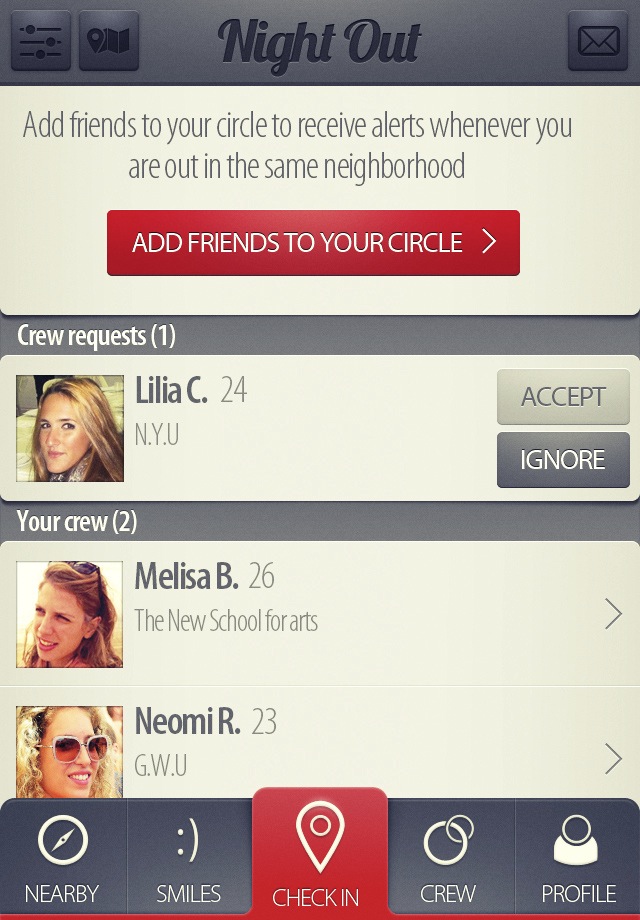 Night Out
Add friends to your circle to receive alerts whenever you
are out in the same neighborhood
ADD FRIENDS TO YOUR CIRCLE
Crew requests (1)
Lilia C. 24
N.Y.U
ACCEPT
IGNORE
Your crew (2)
Melisa B. 26
The New School for arts
Neomi R. 23
G.W.U
NEARBY
:)
SMILES
CHECK IN
CREW
PROFILE